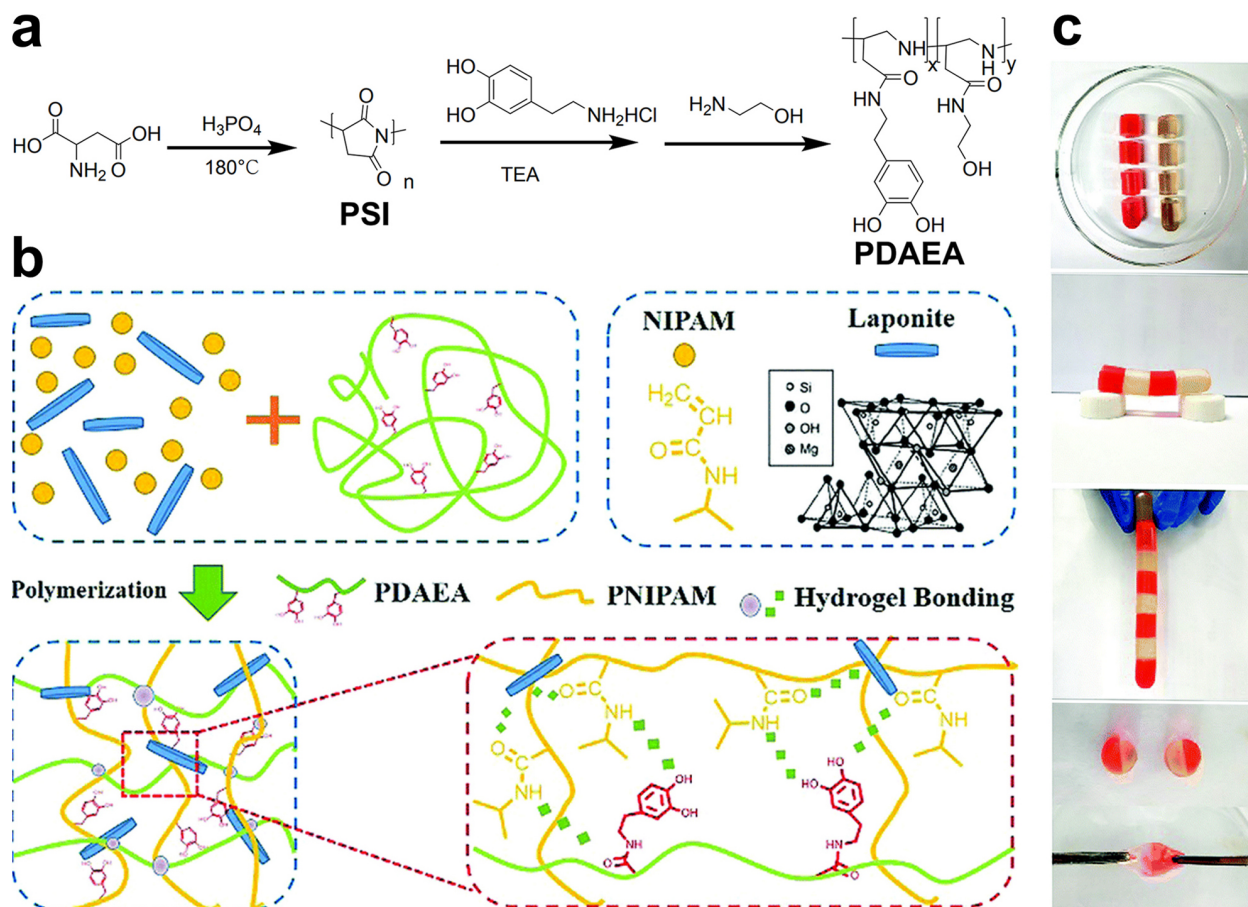 a
c
HO
O
NH₂
O
OH
H₃PO₄
180°C
O
N
O
n
PSI
HO
HO
NH₂HCl
TEA
H₂N
OH
NH
x
N
H
y
O
HN
O
HN
OH
HO
OH
PDAEA
b
NIPAM
Laponite
H₂C
CH
O
NH
Si
O
OH
Mg
Polymerization
PDAEA
PNIPAM
Hydrogel Bonding
O
NH
O
NH
O
NH
O
NH
OH
OH
NH
O
HO
HO
HN
O